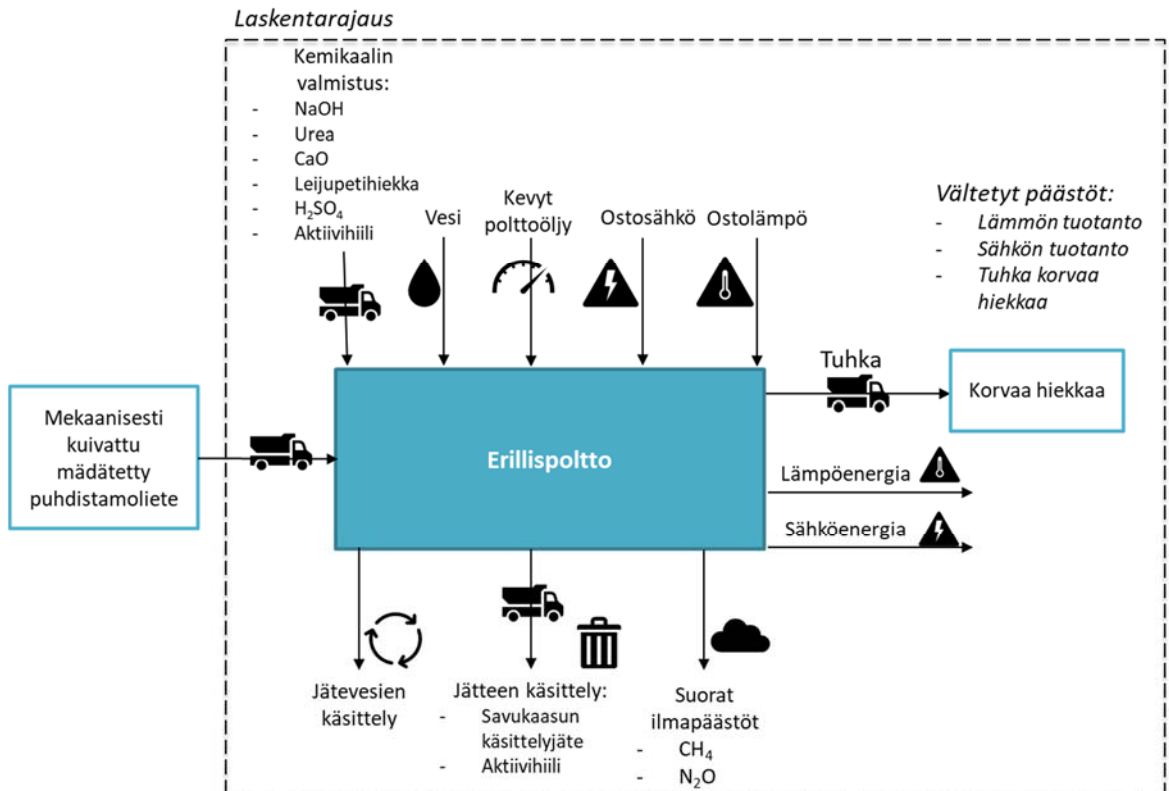 Laskentarajaus
Kemikaalin
valmistus:
- NaOH
- Urea
- CaO
- Leijupetihiekka
- H₂SO₄
- Aktiivihiili
Vesi
Kevyt
polttoöljy
Ostosähkö
Ostolämpö
Vältetyt päästöt:
- Lämmön tuotanto
- Sähkön tuotanto
- Tuhka korvaa
hiekkaa
Mekaanisesti
kuivattu
mädätetty
puhdistamoliete
Erillispoltto
Tuhka
Korvaa hiekkaa
Lämpöenergia
Sähköenergia
Jätevesien
käsittely
Jätteen käsittely:
- Savukaasun
käsittelyjäte
- Aktiivihiili
Suorat
ilmapäästöt
- CH₄
- N₂O